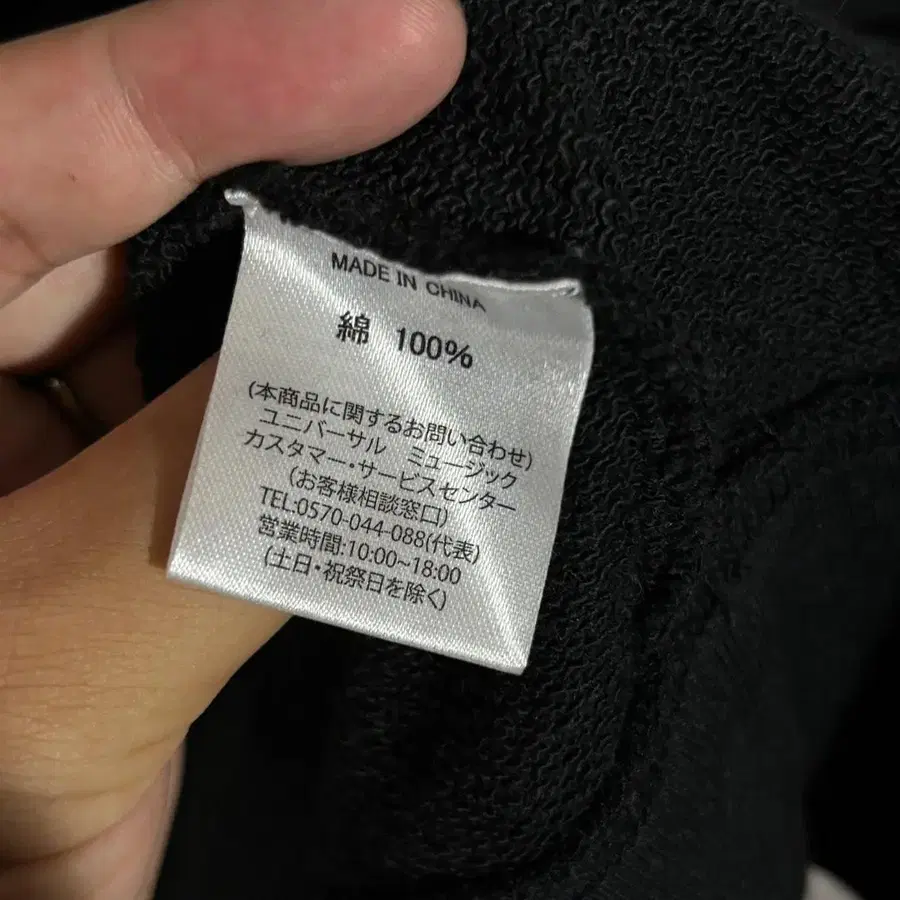 MADE IN CHINA
綿 100%
(本商品に関するお問い合わせ)
ユニバーサル ミュージック
カスタマー・サービスセンター
(お客様相談窓口)
TEL:0570-044-088(代表)
営業時間:10:00~18:00
(土日・祝祭日を除く)